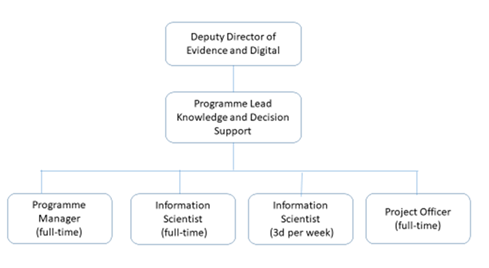 Deputy Director of
Evidence and Digital
Programme Lead
Knowledge and Decision
Support
Programme
Manager
(full-time)
Information
Scientist
(full-time)
Information
Scientist
(3d per week)
Project Officer
(full-time)